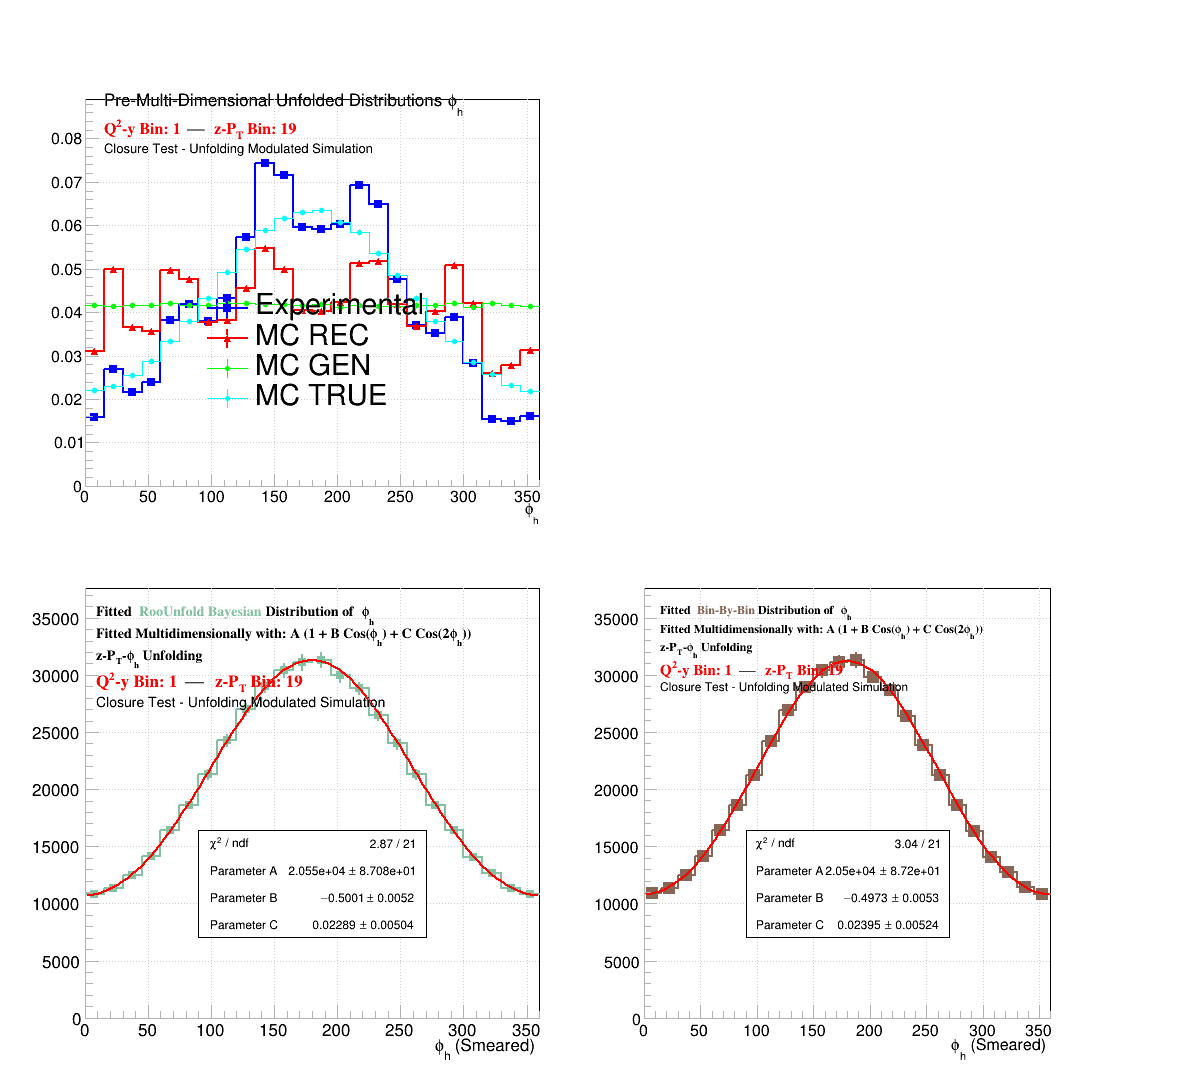 Pre-Multi-Dimensional Unfolded Distributions ϕh
Q2-y Bin: 1 — z-PT Bin: 19
Closure Test - Unfolding Modulated Simulation
0.08
0.07
0.06
0.05
0.04
0.03
0.02
0.01
0
Experimental
MC REC
MC GEN
MC TRUE
0 50 100 150 200 250 300 350
ϕh
Fitted RooUnfold Bayesian Distribution of ϕh
Fitted Multidimensionally with: A (1 + B Cos(ϕh) + C Cos(2ϕh))
z-PT-ϕh Unfolding
Q2-y Bin: 1 — z-PT Bin: 19
Closure Test - Unfolding Modulated Simulation
35000
30000
25000
20000
15000
10000
5000
0
χ2 / ndf 2.87 / 21
Parameter A 2.055e+04 ± 8.708e+01
Parameter B −0.5001 ± 0.0052
Parameter C 0.02289 ± 0.00504
0 50 100 150 200 250 300 350
ϕh (Smeared)
Fitted Bin-By-Bin Distribution of ϕh
Fitted Multidimensionally with: A (1 + B Cos(ϕh) + C Cos(2ϕh))
z-PT-ϕh Unfolding
Q2-y Bin: 1 — z-PT Bin: 19
Closure Test - Unfolding Modulated Simulation
35000
30000
25000
20000
15000
10000
5000
0
χ2 / ndf 3.04 / 21
Parameter A 2.05e+04 ± 8.72e+01
Parameter B −0.4973 ± 0.0053
Parameter C 0.02395 ± 0.00524
0 50 100 150 200 250 300 350
ϕh (Smeared)